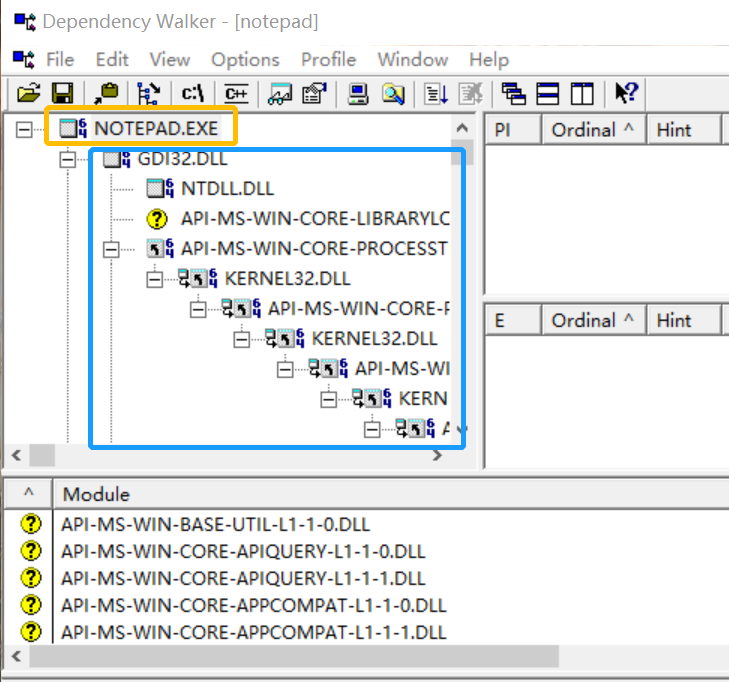 Dependency Walker - [notepad]
File Edit View Options Profile Window Help
c:\ C++
NOTEPAD.EXE
GDI32.DLL
NTDLL.DLL
API-MS-WIN-CORE-LIBRARYLC
API-MS-WIN-CORE-PROCESST
KERNEL32.DLL
API-MS-WIN-CORE-P
KERNEL32.DLL
API-MS-WI
KERN
A
PI Ordinal ^ Hint
E Ordinal ^ Hint
^ Module
API-MS-WIN-BASE-UTIL-L1-1-0.DLL
API-MS-WIN-CORE-APIQUERY-L1-1-0.DLL
API-MS-WIN-CORE-APIQUERY-L1-1-1.DLL
API-MS-WIN-CORE-APPCOMPAT-L1-1-0.DLL
API-MS-WIN-CORE-APPCOMPAT-L1-1-1.DLL